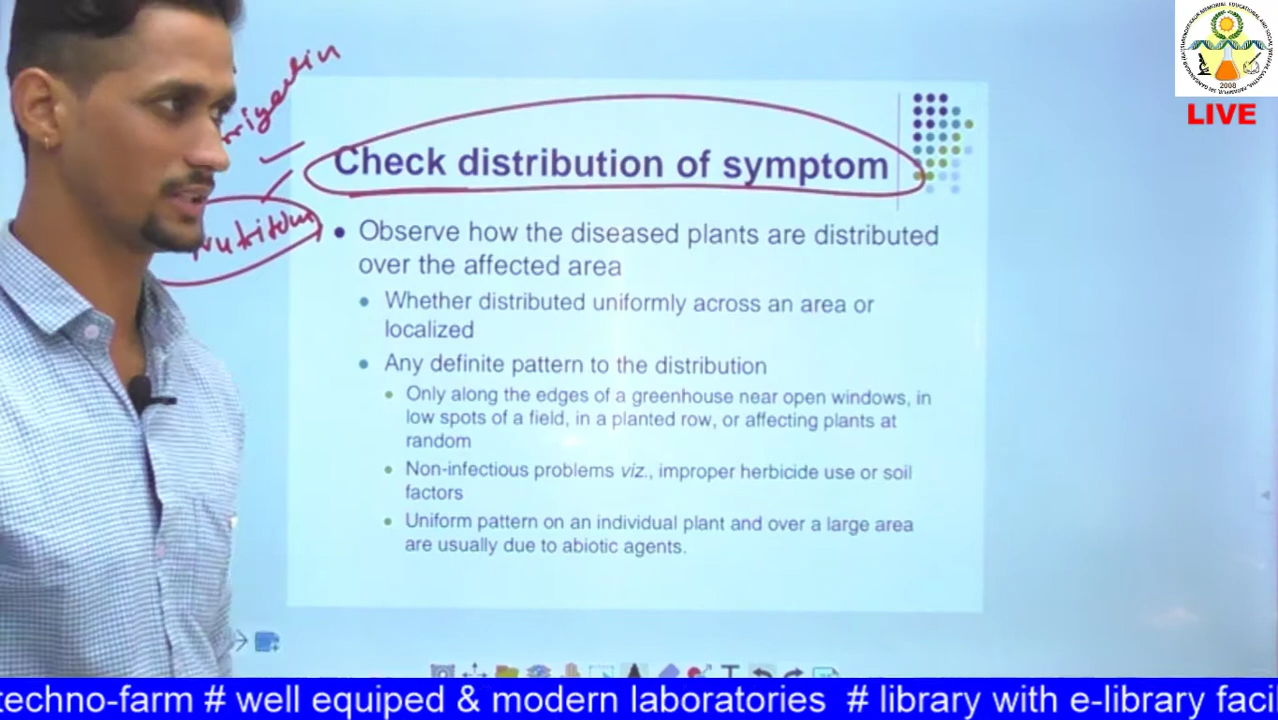 LIVE
2008
Check distribution of symptom
Observe how the diseased plants are distributed
over the affected area
Whether distributed uniformly across an area or
localized
Any definite pattern to the distribution
Only along the edges of a greenhouse near open windows, in
low spots of a field, in a planted row, or affecting plants at
random
Non-infectious problems viz., improper herbicide use or soil
factors
Uniform pattern on an individual plant and over a large area
are usually due to abiotic agents.
techno-farm # well equiped & modern laboratories # library with e-library facil